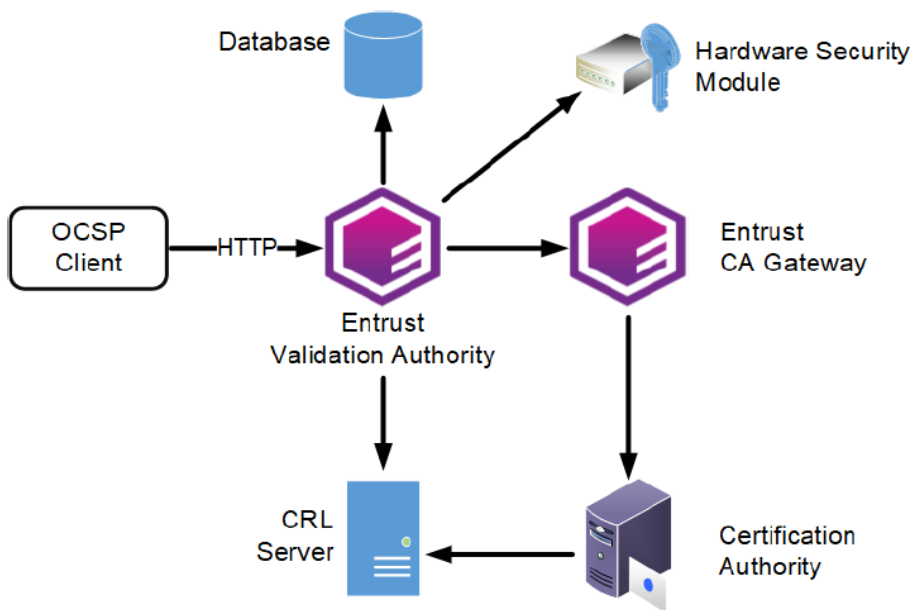 Database
Hardware Security
Module
OCSP
Client
HTTP
Entrust
CA Gateway
Entrust
Validation Authority
CRL
Server
Certification
Authority